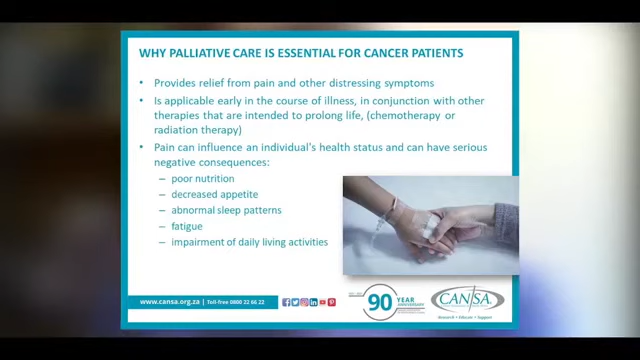 WHY PALLIATIVE CARE IS ESSENTIAL FOR CANCER PATIENTS
• Provides relief from pain and other distressing symptoms
• Is applicable early in the course of illness, in conjunction with other
therapies that are intended to prolong life, (chemotherapy or
radiation therapy)
• Pain can influence an individual's health status and can have serious
negative consequences:
– poor nutrition
– decreased appetite
– abnormal sleep patterns
– fatigue
– impairment of daily living activities
www.cansa.org.za | Toll-free 0800 22 66 22
90 YEAR
ANNIVERSARY
CANSA
Research • Educate • Support